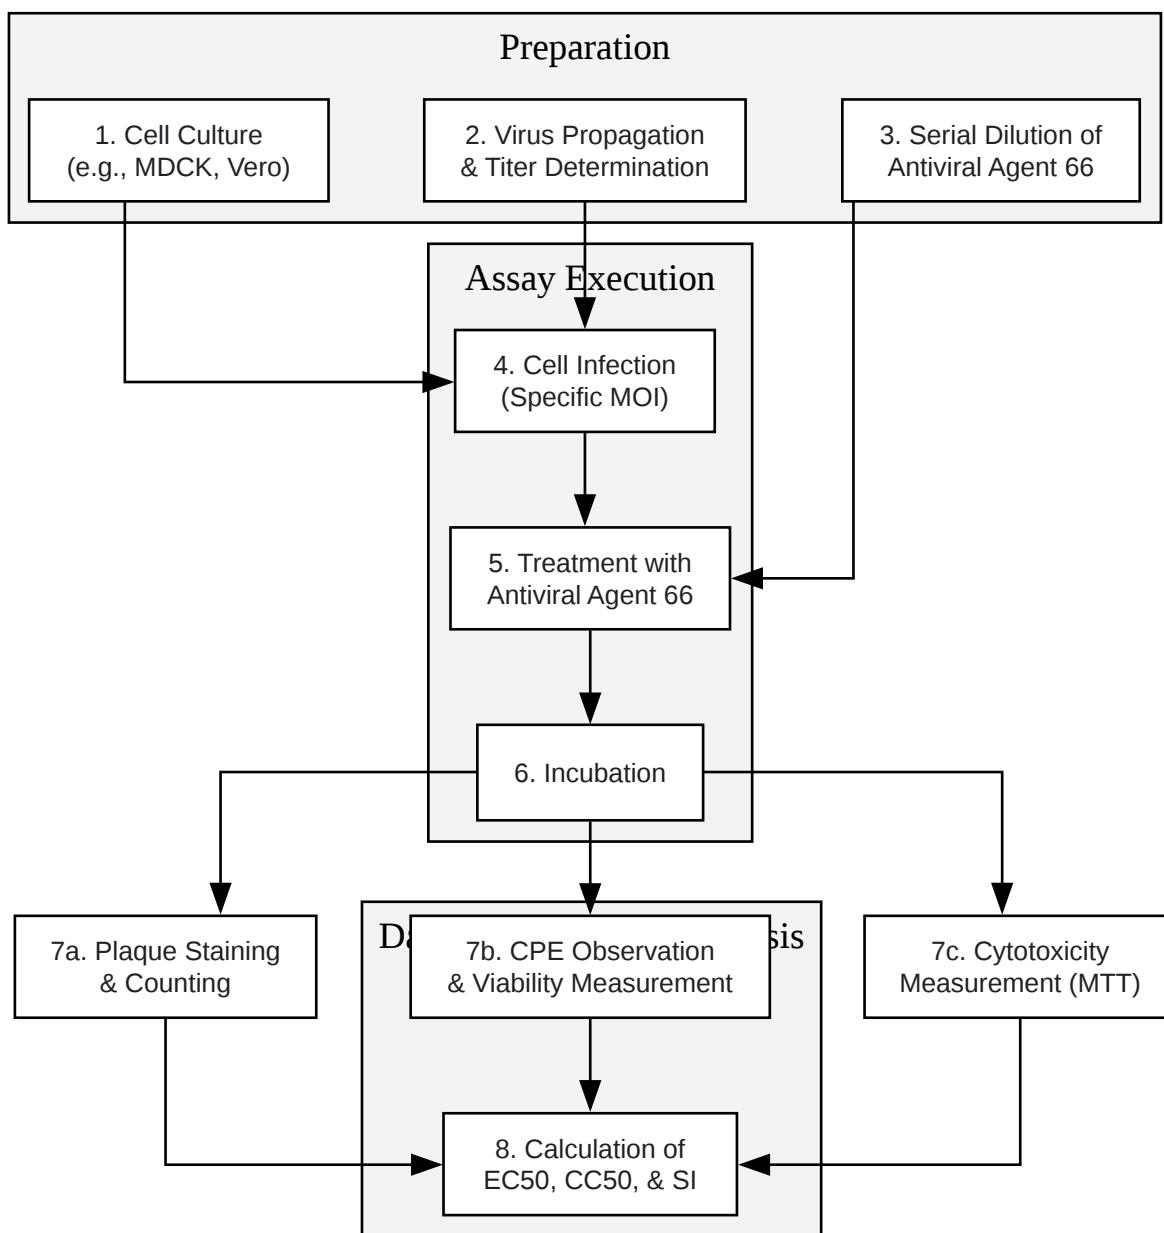 Preparation
1. Cell Culture
(e.g., MDCK, Vero)
2. Virus Propagation
& Titer Determination
3. Serial Dilution of
Antiviral Agent 66
Assay Execution
4. Cell Infection
(Specific MOI)
5. Treatment with
Antiviral Agent 66
6. Incubation
7a. Plaque Staining
& Counting
7b. CPE Observation
& Viability Measurement
7c. Cytotoxicity
Measurement (MTT)
8. Calculation of
EC50, CC50, & SI